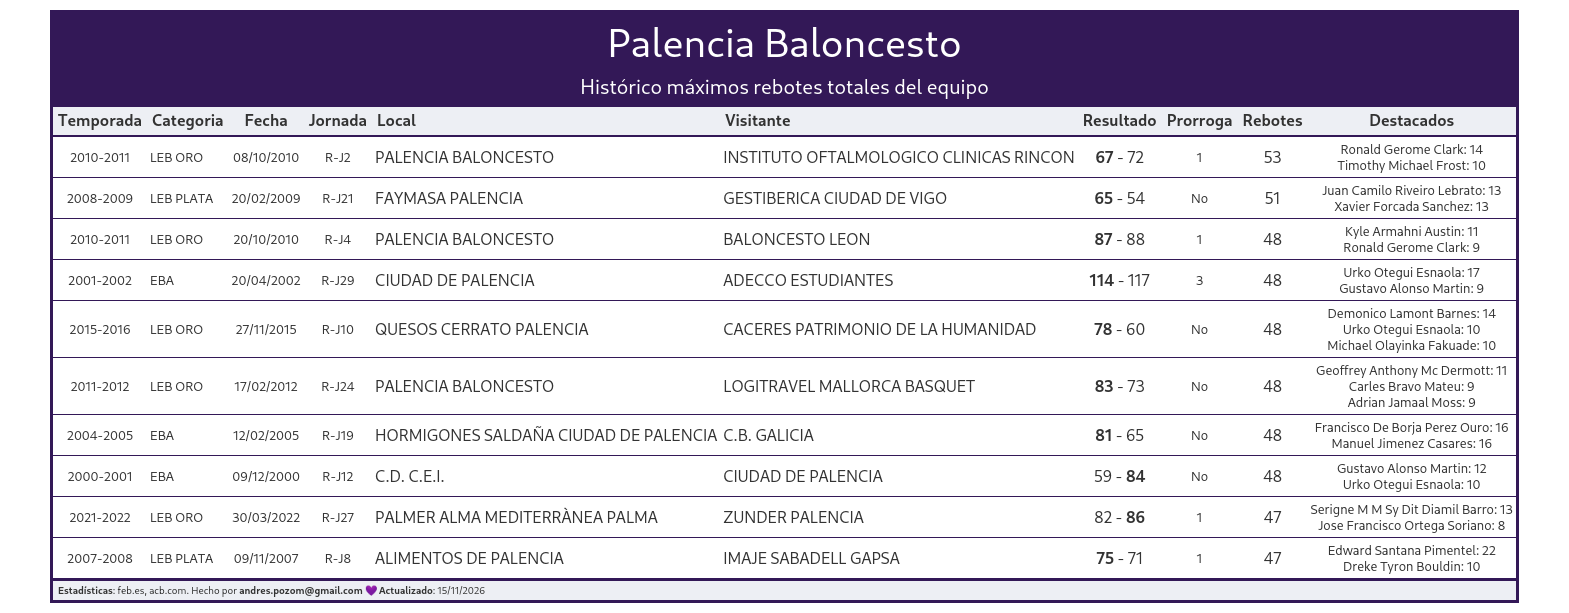 Palencia Baloncesto
Histórico máximos rebotes totales del equipo
Temporada Categoria Fecha Jornada Local Visitante Resultado Prorroga Rebotes Destacados
2010-2011 LEB ORO 08/10/2010 R-J2 PALENCIA BALONCESTO INSTITUTO OFTALMOLOGICO CLINICAS RINCON 67 - 72 1 53 Ronald Gerome Clark: 14
Timothy Michael Frost: 10
2008-2009 LEB PLATA 20/02/2009 R-J21 FAYMASA PALENCIA GESTIBERICA CIUDAD DE VIGO 65 - 54 No 51 Juan Camilo Riveiro Lebrato: 13
Xavier Forcada Sanchez: 13
2010-2011 LEB ORO 20/10/2010 R-J4 PALENCIA BALONCESTO BALONCESTO LEON 87 - 88 1 48 Kyle Armahni Austin: 11
Ronald Gerome Clark: 9
2001-2002 EBA 20/04/2002 R-J29 CIUDAD DE PALENCIA ADECCO ESTUDIANTES 114 - 117 3 48 Urko Otegui Esnaola: 17
Gustavo Alonso Martin: 9
2015-2016 LEB ORO 27/11/2015 R-J10 QUESOS CERRATO PALENCIA CACERES PATRIMONIO DE LA HUMANIDAD 78 - 60 No 48 Demonico Lamont Barnes: 14
Urko Otegui Esnaola: 10
Michael Olayinka Fakuade: 10
2011-2012 LEB ORO 17/02/2012 R-J24 PALENCIA BALONCESTO LOGITRAVEL MALLORCA BASQUET 83 - 73 No 48 Geoffrey Anthony Mc Dermott: 11
Carles Bravo Mateu: 9
Adrian Jamaal Moss: 9
2004-2005 EBA 12/02/2005 R-J19 HORMIGONES SALDAÑA CIUDAD DE PALENCIA C.B. GALICIA 81 - 65 No 48 Francisco De Borja Perez Ouro: 16
Manuel Jimenez Casares: 16
2000-2001 EBA 09/12/2000 R-J12 C.D. C.E.I. CIUDAD DE PALENCIA 59 - 84 No 48 Gustavo Alonso Martin: 12
Urko Otegui Esnaola: 10
2021-2022 LEB ORO 30/03/2022 R-J27 PALMER ALMA MEDITERRÀNEA PALMA ZUNDER PALENCIA 82 - 86 1 47 Serigne M M Sy Dit Diamil Barro: 13
Jose Francisco Ortega Soriano: 8
2007-2008 LEB PLATA 09/11/2007 R-J8 ALIMENTOS DE PALENCIA IMAJE SABADELL GAPSA 75 - 71 1 47 Edward Santana Pimentel: 22
Dreke Tyron Bouldin: 10
Estadísticas: feb.es, acb.com. Hecho por andres.pozom@gmail.com 💜 Actualizado: 15/11/2026